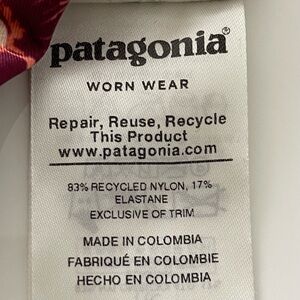 patagonia®
WORN WEAR
Repair, Reuse, Recycle
This Product
www.patagonia.com
83% RECYCLED NYLON, 17%
ELASTANE
EXCLUSIVE OF TRIM
MADE IN COLOMBIA
FABRIQUÉ EN COLOMBIE
HECHO EN COLOMBIA